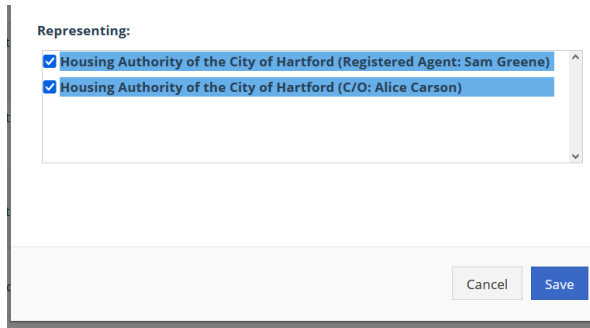 Representing:
Housing Authority of the City of Hartford (Registered Agent: Sam Greene)
Housing Authority of the City of Hartford (C/O: Alice Carson)
Cancel Save